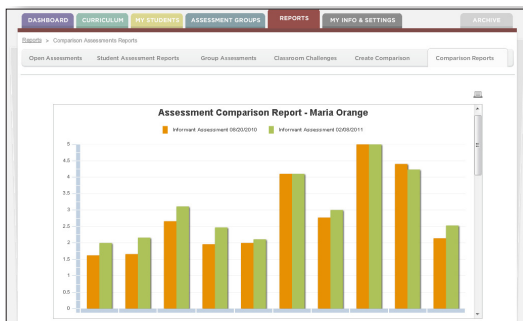 DASHBOARD CURRICULUM MY STUDENTS ASSESSMENT GROUPS REPORTS MY INFO & SETTINGS ARCHIVE
Reports > Comparison Assessments Reports
Open Assessments Student Assessment Reports Group Assessments Classroom Challenges Create Comparison Comparison Reports
Assessment Comparison Report - Maria Orange
Informant Assessment 08/20/2010 Informant Assessment 02/08/2011
5
4.5
4
3.5
3
2.5
2
1.5
1
0.5
0